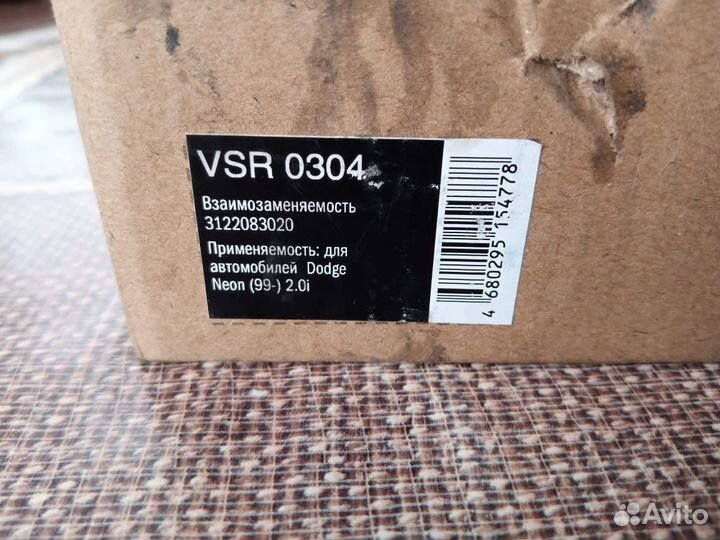 VSR 0304
Взаимозаменяемость
3122083020
Применяемость: для
автомобилей Dodge
Neon (99-) 2.0i
4 680295 154778
Avito